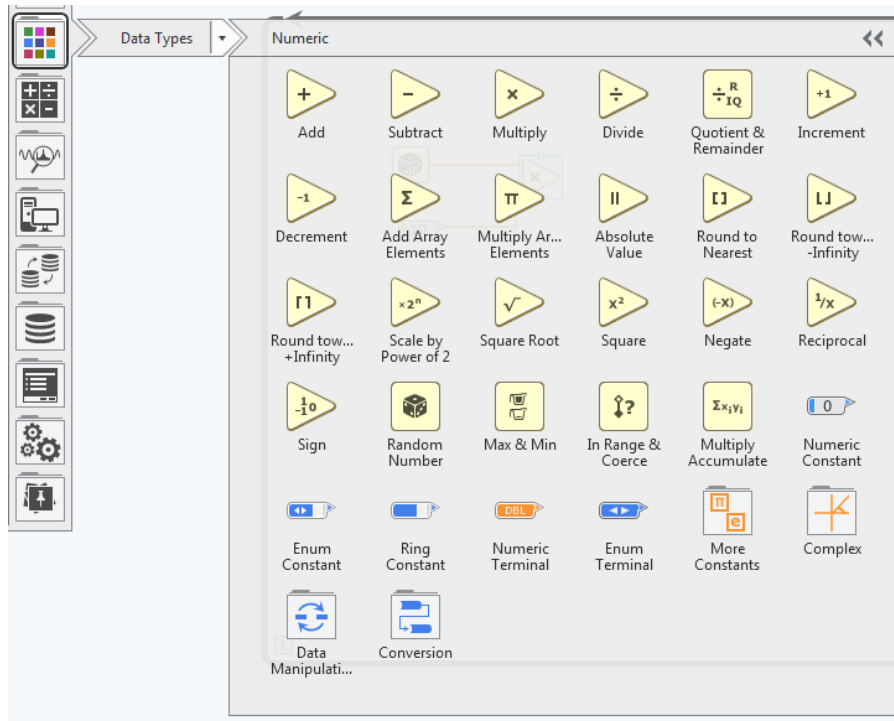 Data Types
Numeric
Add
Subtract
Multiply
Divide
Quotient &
Remainder
Increment
Decrement
Add Array
Elements
Multiply Ar...
Elements
Absolute
Value
Round to
Nearest
Round tow...
-Infinity
Round tow...
+Infinity
Scale by
Power of 2
Square Root
Square
Negate
Reciprocal
Sign
Random
Number
Max & Min
In Range &
Coerce
Multiply
Accumulate
Numeric
Constant
Enum
Constant
Ring
Constant
DBL
Numeric
Terminal
Enum
Terminal
More
Constants
Complex
Data
Manipulati...
Conversion